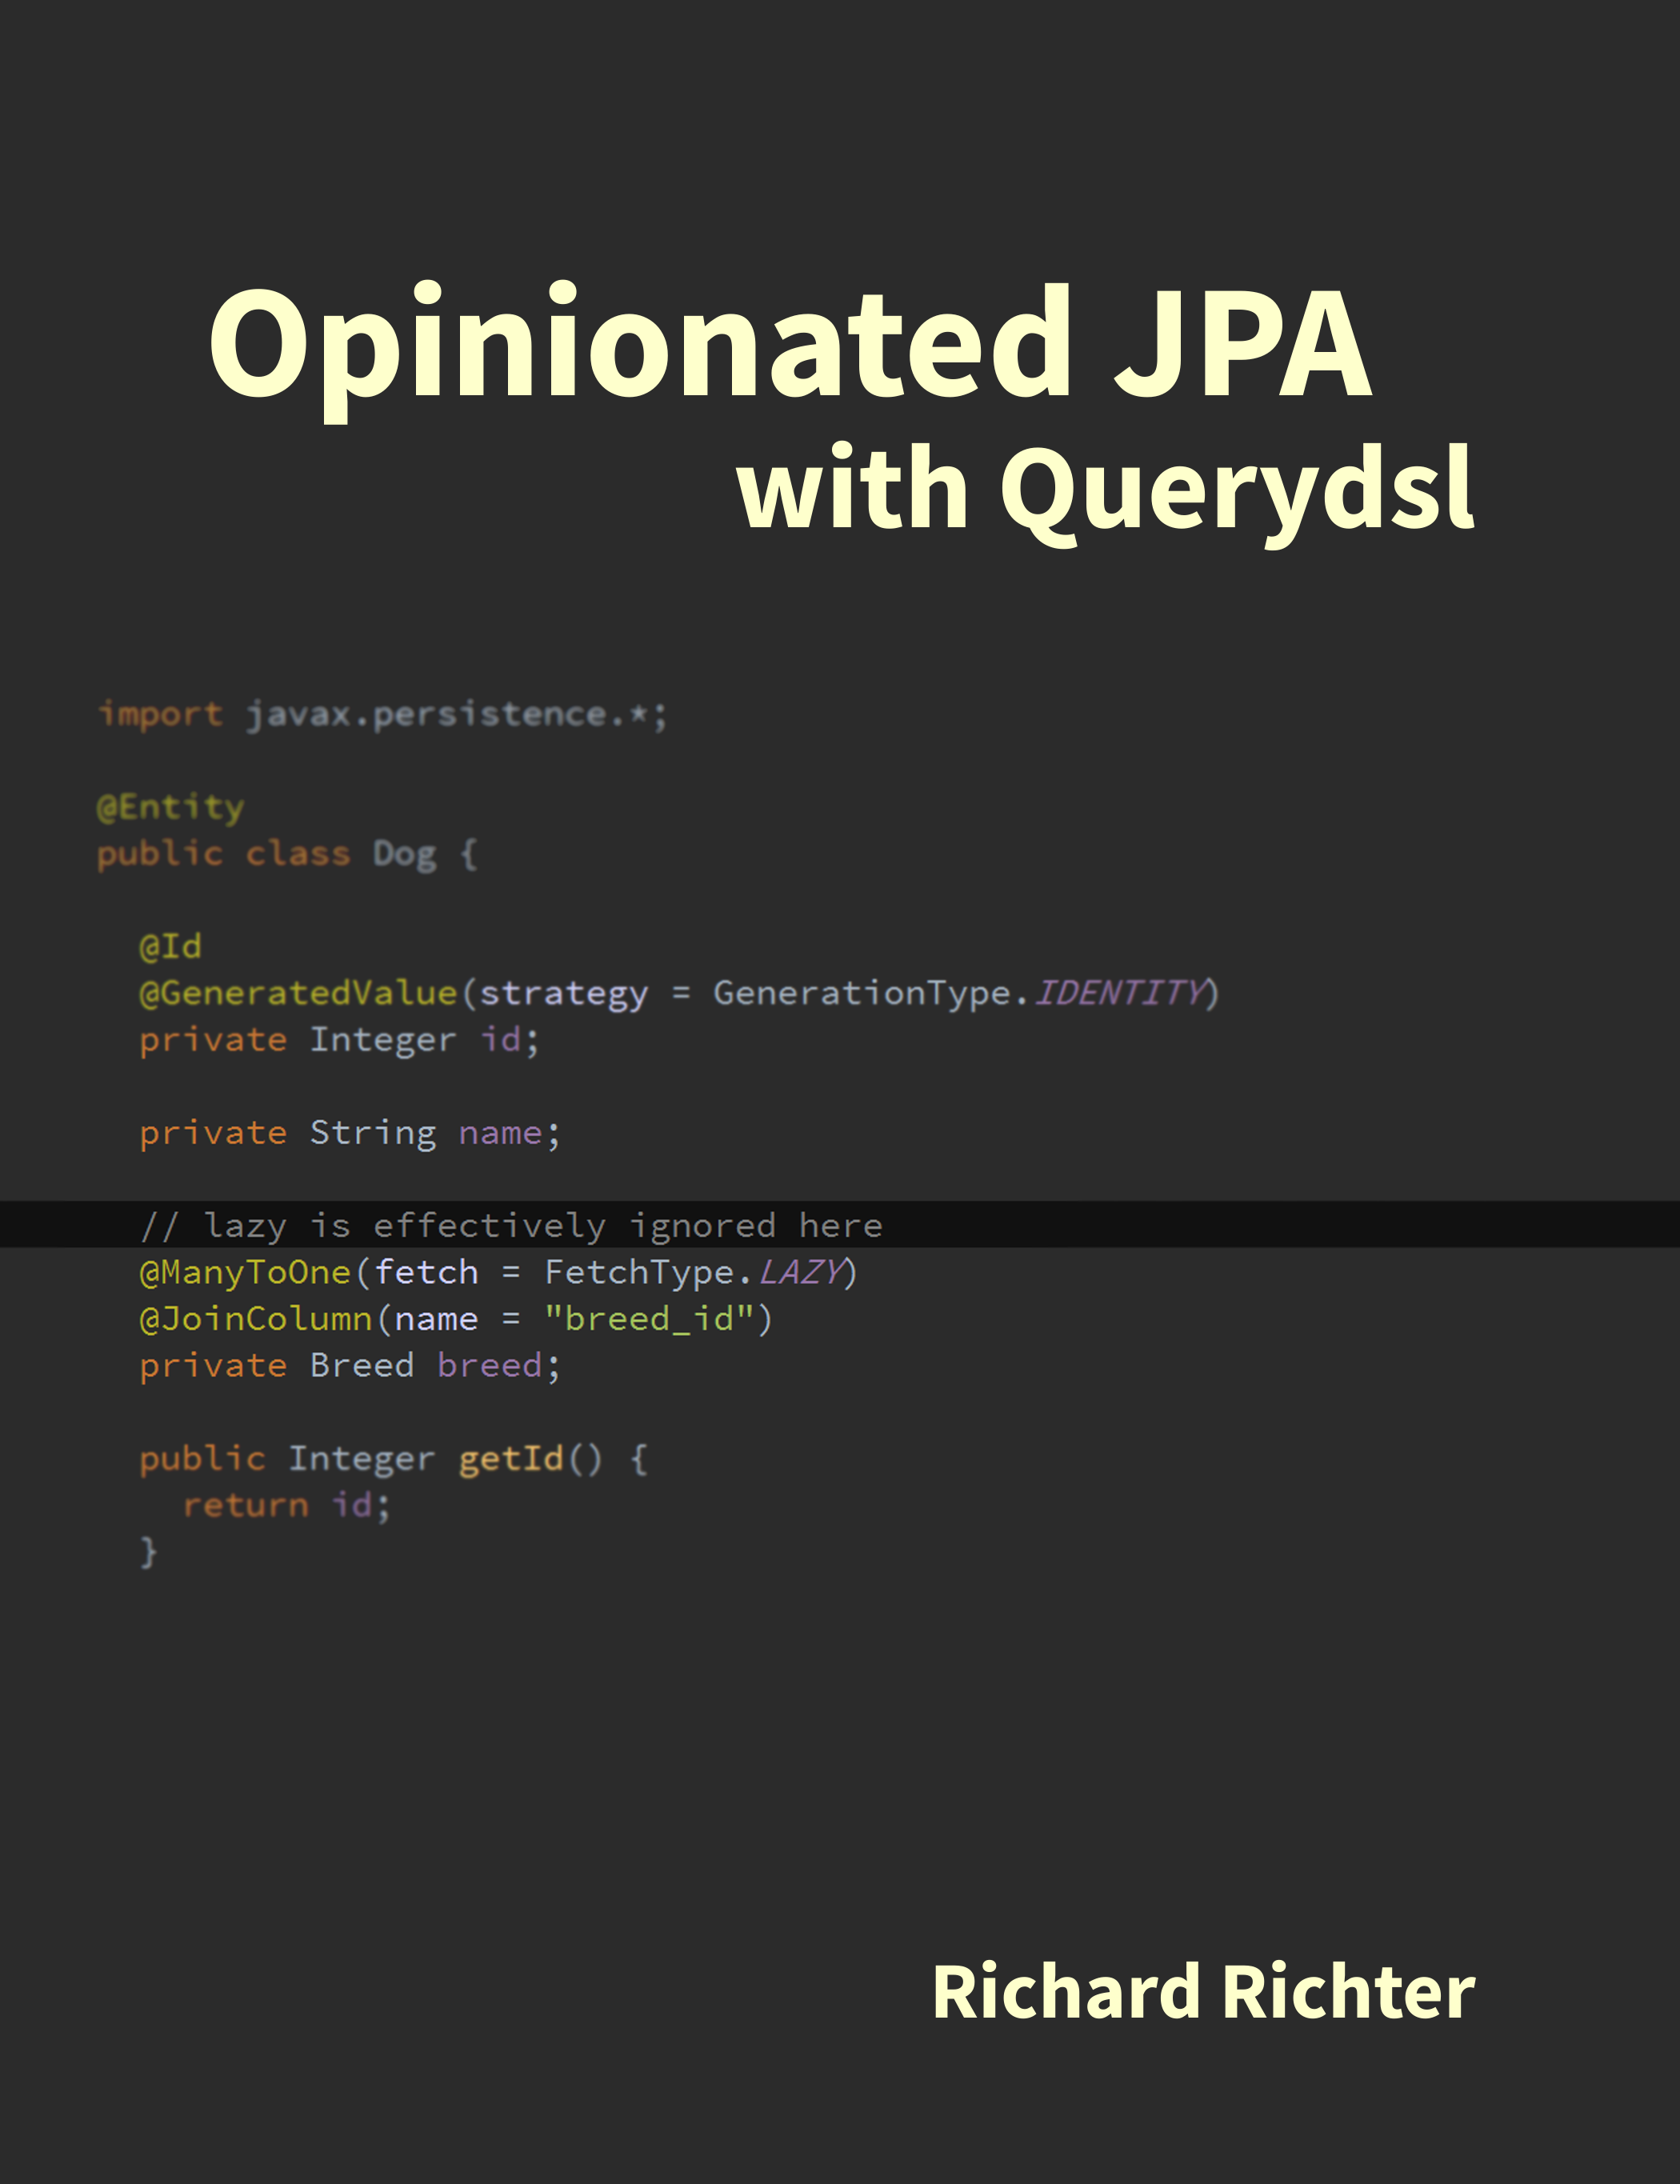 Opinionated JPA
with Querydsl
import javax.persistence.*;
@Entity
public class Dog {
@Id
@GeneratedValue(strategy = GenerationType.IDENTITY)
private Integer id;
private String name;
// lazy is effectively ignored here
@ManyToOne(fetch = FetchType.LAZY)
@JoinColumn(name = "breed_id")
private Breed breed;
public Integer getId() {
return id;
}
Richard Richter